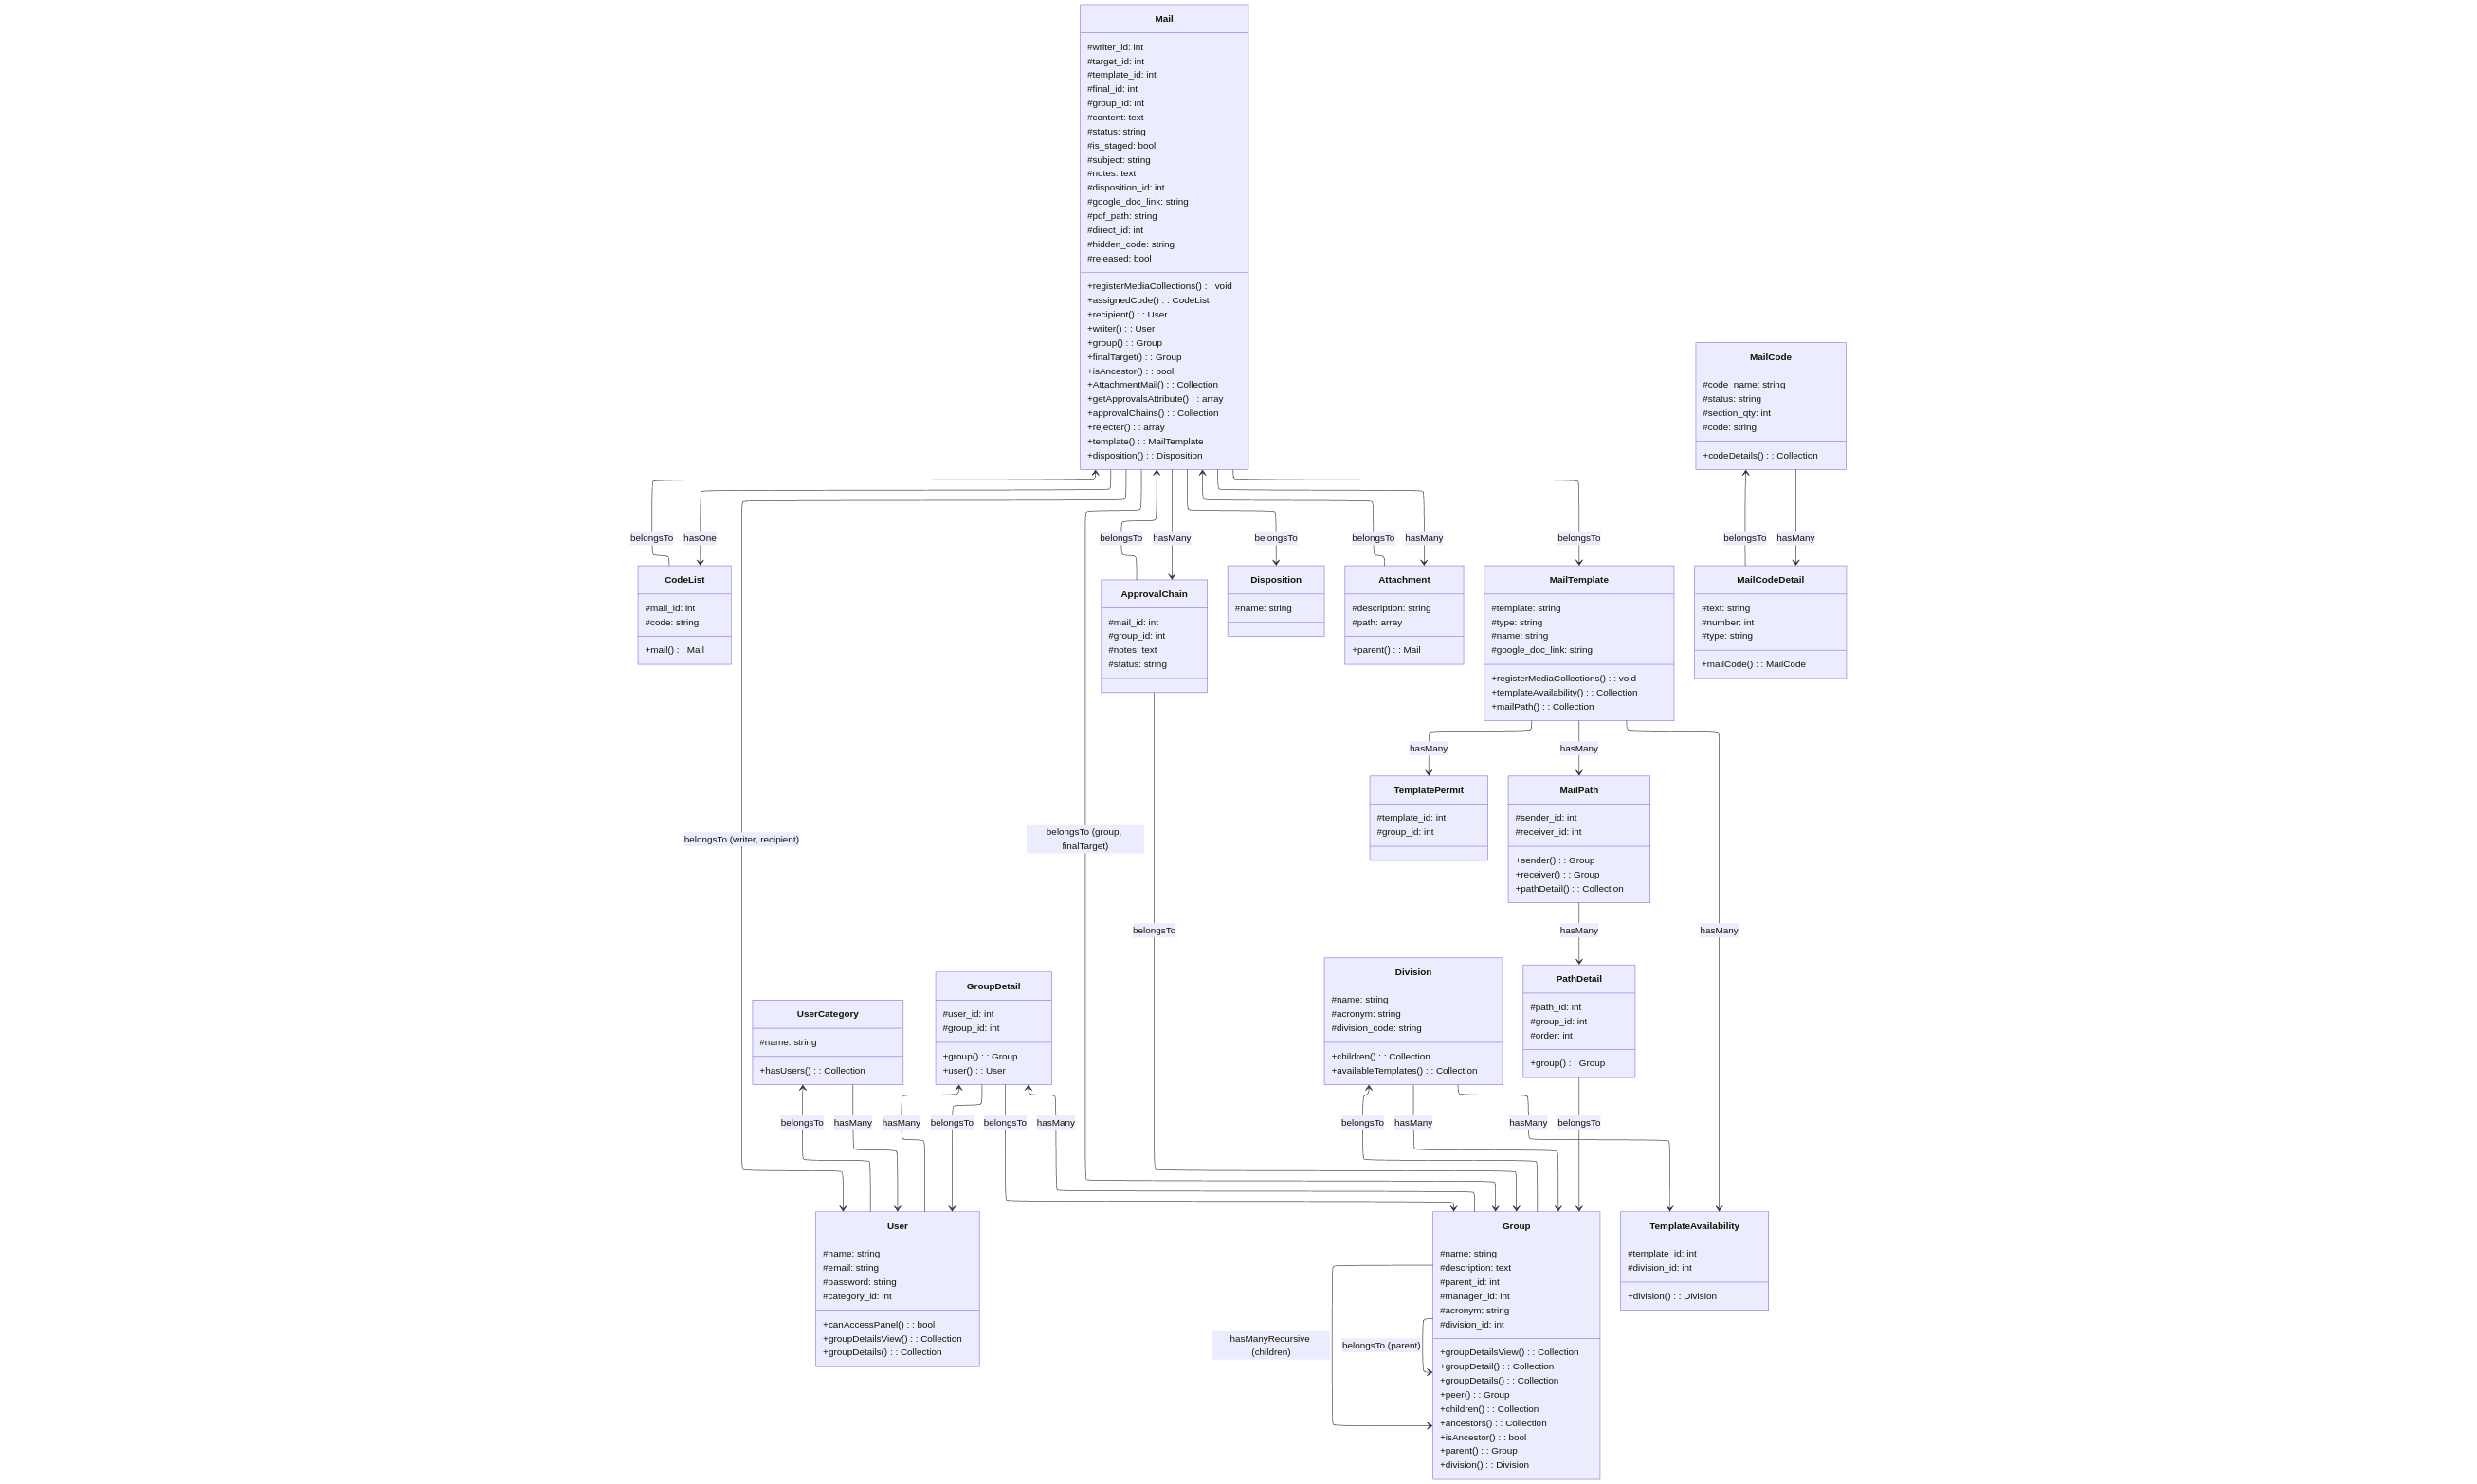 Mail
#writer_id: int
#target_id: int
#template_id: int
#final_id: int
#group_id: int
#content: text
#status: string
#is_staged: bool
#subject: string
#notes: text
#disposition_id: int
#google_doc_link: string
#pdf_path: string
#direct_id: int
#hidden_code: string
#released: bool
+registerMediaCollections() : : void
+assignedCode() : : CodeList
+recipient() : : User
+writer() : : User
+group() : : Group
+finalTarget() : : Group
+isAncestor() : : bool
+AttachmentMail() : : Collection
+getApprovalsAttribute() : : array
+approvalChains() : : Collection
+rejecter() : : array
+template() : : MailTemplate
+disposition() : : Disposition
MailCode
#code_name: string
#status: string
#section_qty: int
#code: string
+codeDetails() : : Collection
belongsTo
hasOne
belongsTo
hasMany
belongsTo
belongsTo
hasMany
belongsTo
belongsTo
hasMany
CodeList
#mail_id: int
#code: string
+mail() : : Mail
ApprovalChain
#mail_id: int
#group_id: int
#notes: text
#status: string
Disposition
#name: string
Attachment
#description: string
#path: array
+parent() : : Mail
MailTemplate
#template: string
#type: string
#name: string
#google_doc_link: string
+registerMediaCollections() : : void
+templateAvailability() : : Collection
+mailPath() : : Collection
MailCodeDetail
#text: string
#number: int
#type: string
+mailCode() : : MailCode
hasMany
hasMany
TemplatePermit
#template_id: int
#group_id: int
MailPath
#sender_id: int
#receiver_id: int
+sender() : : Group
+receiver() : : Group
+pathDetail() : : Collection
belongsTo (writer, recipient)
belongsTo (group,
finalTarget)
belongsTo
hasMany
hasMany
UserCategory
#name: string
+hasUsers() : : Collection
GroupDetail
#user_id: int
#group_id: int
+group() : : Group
+user() : : User
Division
#name: string
#acronym: string
#division_code: string
+children() : : Collection
+availableTemplates() : : Collection
PathDetail
#path_id: int
#group_id: int
#order: int
+group() : : Group
belongsTo
hasMany
hasMany
belongsTo
belongsTo
hasMany
belongsTo
hasMany
hasMany
belongsTo
User
#name: string
#email: string
#password: string
#category_id: int
+canAccessPanel() : : bool
+groupDetailsView() : : Collection
+groupDetails() : : Collection
hasManyRecursive
(children)
belongsTo (parent)
Group
#name: string
#description: text
#parent_id: int
#manager_id: int
#acronym: string
#division_id: int
+groupDetailsView() : : Collection
+groupDetail() : : Collection
+groupDetails() : : Collection
+peer() : : Group
+children() : : Collection
+ancestors() : : Collection
+isAncestor() : : bool
+parent() : : Group
+division() : : Division
TemplateAvailability
#template_id: int
#division_id: int
+division() : : Division